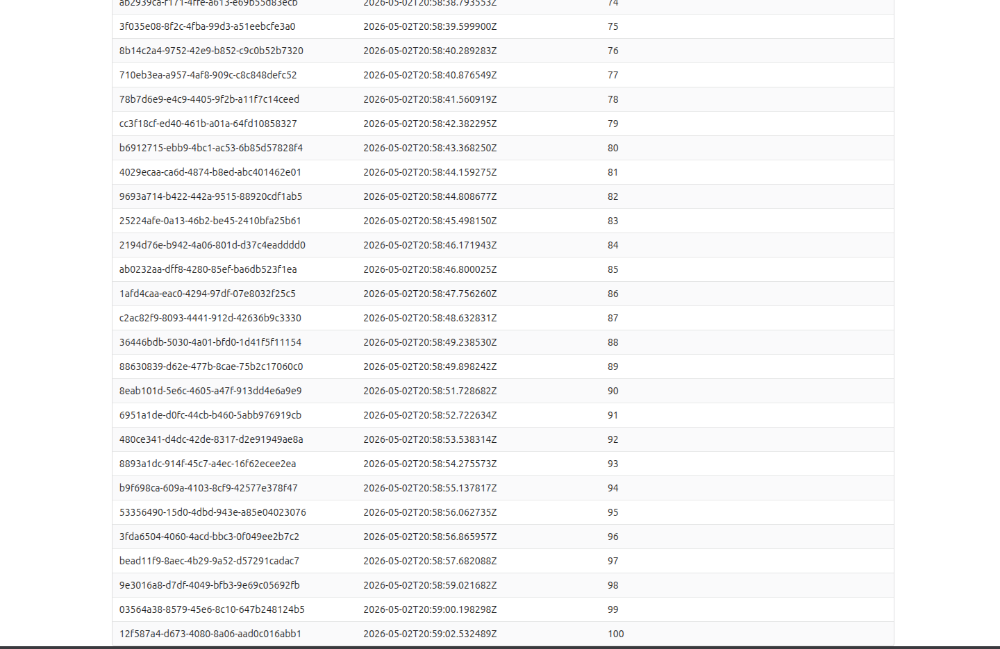 ab2939ca-f171-4ffe-a613-e69b55d83ecb 2026-05-02T20:58:38.793553Z 74
3f035e08-8f2c-4fba-99d3-a51eebcfe3a0 2026-05-02T20:58:39.599900Z 75
8b14c2a4-9752-42e9-b852-c9c0b52b7320 2026-05-02T20:58:40.289283Z 76
710eb3ea-a957-4af8-909c-c8c848defc52 2026-05-02T20:58:40.876549Z 77
78b7d6e9-e4c9-4405-9f2b-a11f7c14ceed 2026-05-02T20:58:41.560919Z 78
cc3f18cf-ed40-461b-a01a-64fd10858327 2026-05-02T20:58:42.382295Z 79
b6912715-ebb9-4bc1-ac53-6b85d57828f4 2026-05-02T20:58:43.368250Z 80
4029ecaa-ca6d-4874-b8ed-abc401462e01 2026-05-02T20:58:44.159275Z 81
9693a714-b422-442a-9515-88920cdf1ab5 2026-05-02T20:58:44.808677Z 82
25224afe-0a13-46b2-be45-2410bfa25b61 2026-05-02T20:58:45.498150Z 83
2194d76e-b942-4a06-801d-d37c4eadddd0 2026-05-02T20:58:46.171943Z 84
ab0232aa-dff8-4280-85ef-ba6db523f1ea 2026-05-02T20:58:46.800025Z 85
1afd4caa-eac0-4294-97df-07e8032f25c5 2026-05-02T20:58:47.756260Z 86
c2ac82f9-8093-4441-912d-42636b9c3330 2026-05-02T20:58:48.632831Z 87
36446bdb-5030-4a01-bfd0-1d41f5f11154 2026-05-02T20:58:49.238530Z 88
88630839-d62e-477b-8cae-75b2c17060c0 2026-05-02T20:58:49.898242Z 89
8eab101d-5e6c-4605-a47f-913dd4e6a9e9 2026-05-02T20:58:51.728682Z 90
6951a1de-d0fc-44cb-b460-5abb976919cb 2026-05-02T20:58:52.722634Z 91
480ce341-d4dc-42de-8317-d2e91949ae8a 2026-05-02T20:58:53.538314Z 92
8893a1dc-914f-45c7-a4ec-16f62ecee2ea 2026-05-02T20:58:54.275573Z 93
b9f698ca-609a-4103-8cf9-42577e378f47 2026-05-02T20:58:55.137817Z 94
53356490-15d0-4dbd-943e-a85e04023076 2026-05-02T20:58:56.062735Z 95
3fda6504-4060-4acd-bbc3-0f049ee2b7c2 2026-05-02T20:58:56.865957Z 96
bead11f9-8aec-4b29-9a52-d57291cadac7 2026-05-02T20:58:57.682088Z 97
9e3016a8-d7df-4049-bfb3-9e69c05692fb 2026-05-02T20:58:59.021682Z 98
03564a38-8579-45e6-8c10-647b248124b5 2026-05-02T20:59:00.198298Z 99
12f587a4-d673-4080-8a06-aad0c016abb1 2026-05-02T20:59:02.532489Z 100